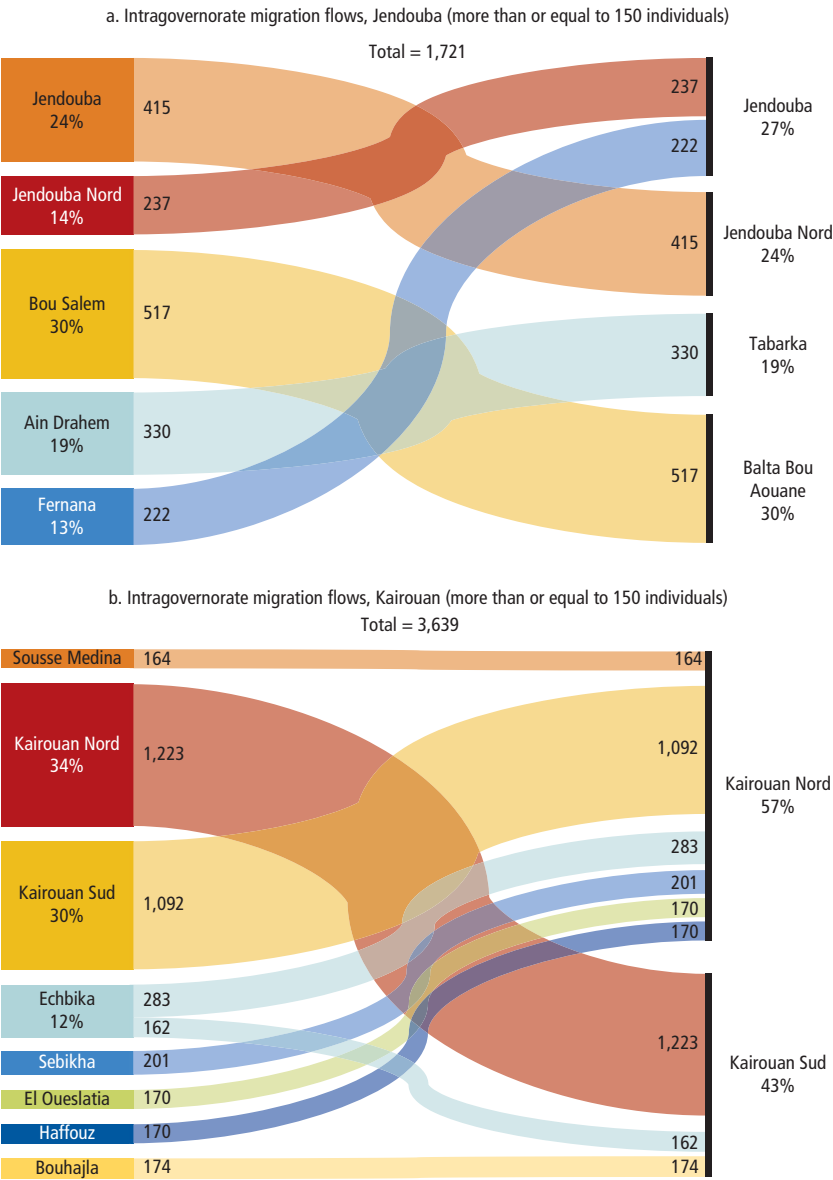 a. Intragovernorate migration flows, Jendouba (more than or equal to 150 individuals)
Total = 1,721
Jendouba
24%
415
237
Jendouba
27%
222
Jendouba Nord
14%
237
Jendouba Nord
24%
415
Bou Salem
30%
517
330
Tabarka
19%
Ain Drahem
19%
330
517
Balta Bou
Aouane
30%
Fernana
13%
222
b. Intragovernorate migration flows, Kairouan (more than or equal to 150 individuals)
Total = 3,639
Sousse Medina
164
164
Kairouan Nord
34%
1,223
1,092
Kairouan Nord
57%
283
201
170
170
Kairouan Sud
30%
1,092
Echbika
12%
283
162
1,223
Kairouan Sud
43%
162
174
Sebikha
201
El Oueslatia
170
Haffouz
170
Bouhajla
174